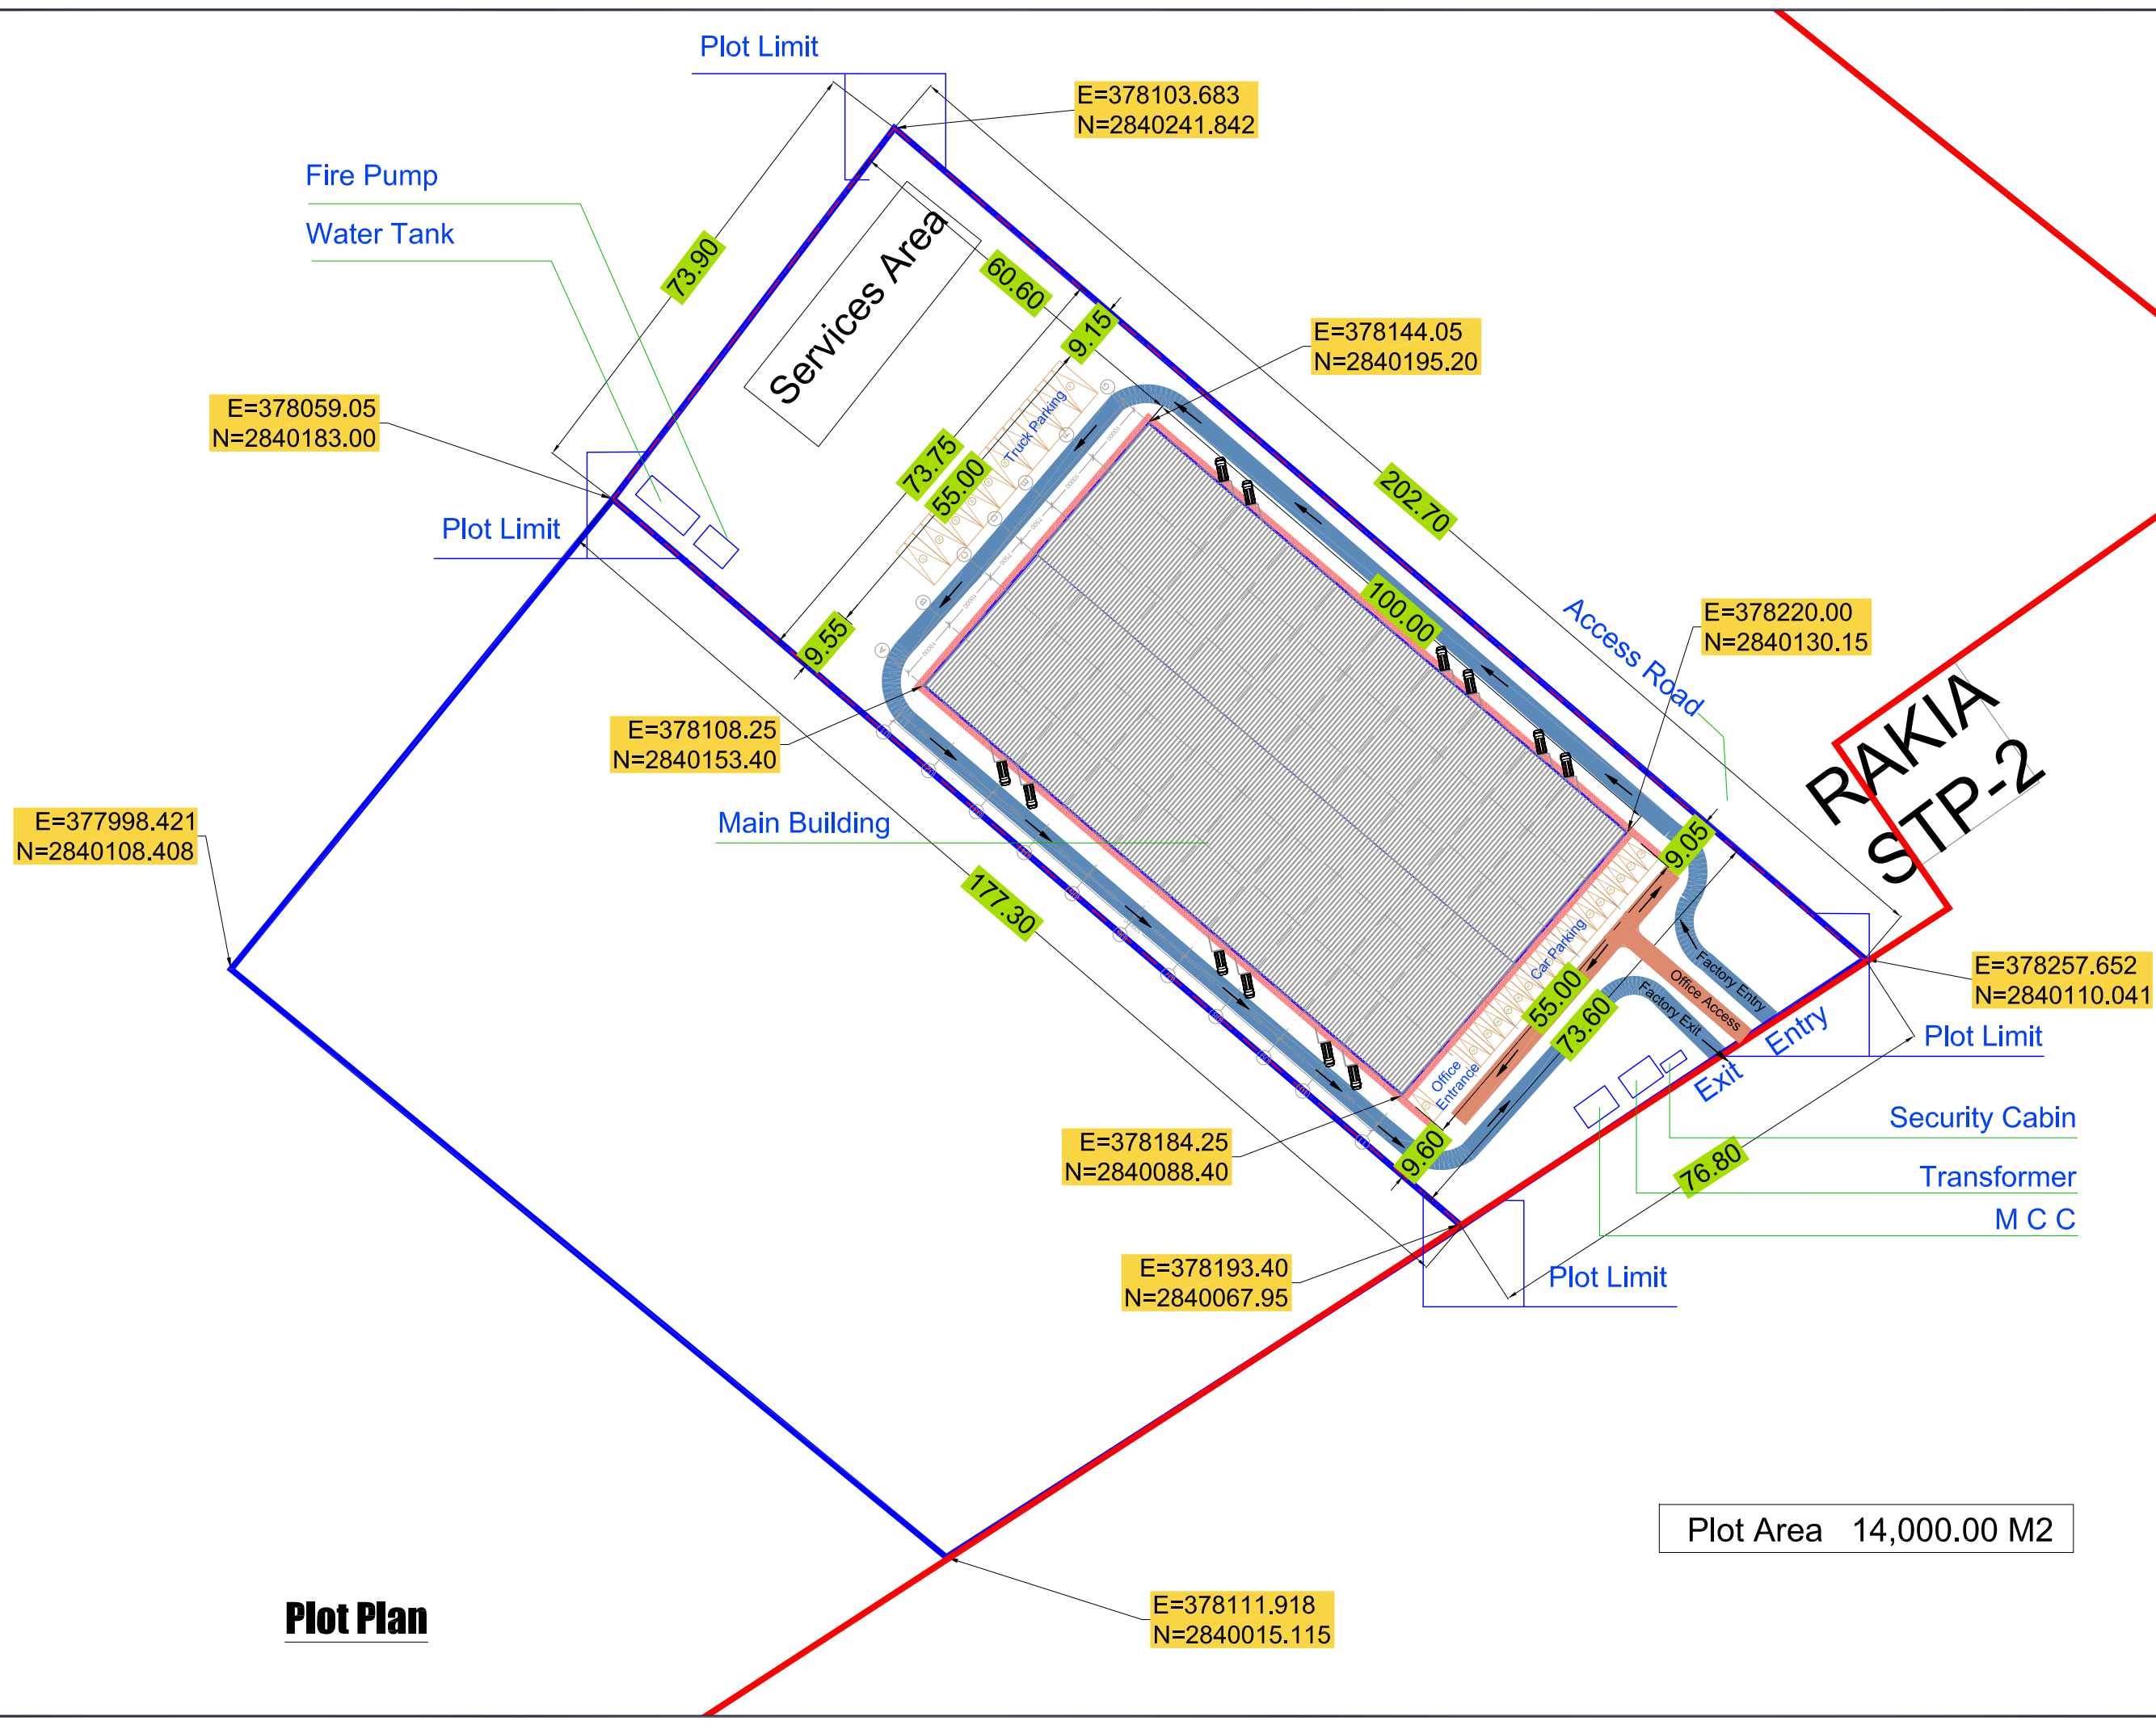 Plot Limit
E=378103.683
N=2840241.842
Fire Pump
Water Tank
Services Area
73.90
60.60
9.15
E=378144.05
N=2840195.20
E=378059.05
N=2840183.00
Truck Parking
73.75
55.00
202.70
Plot Limit
100.00
Access Road
E=378220.00
N=2840130.15
9.55
RAKIA
STP-2
E=378108.25
N=2840153.40
Main Building
E=377998.421
N=2840108.408
177.30
9.05
Car Parking
Factory Entry
Office Access
Factory Exit
55.00
73.60
E=378257.652
N=2840110.041
Entry
Exit
Plot Limit
Office
Entrance
Security Cabin
E=378184.25
N=2840088.40
9.60
76.80
Transformer
M C C
E=378193.40
N=2840067.95
Plot Limit
Plot Area 14,000.00 M2
Plot Plan
E=378111.918
N=2840015.115